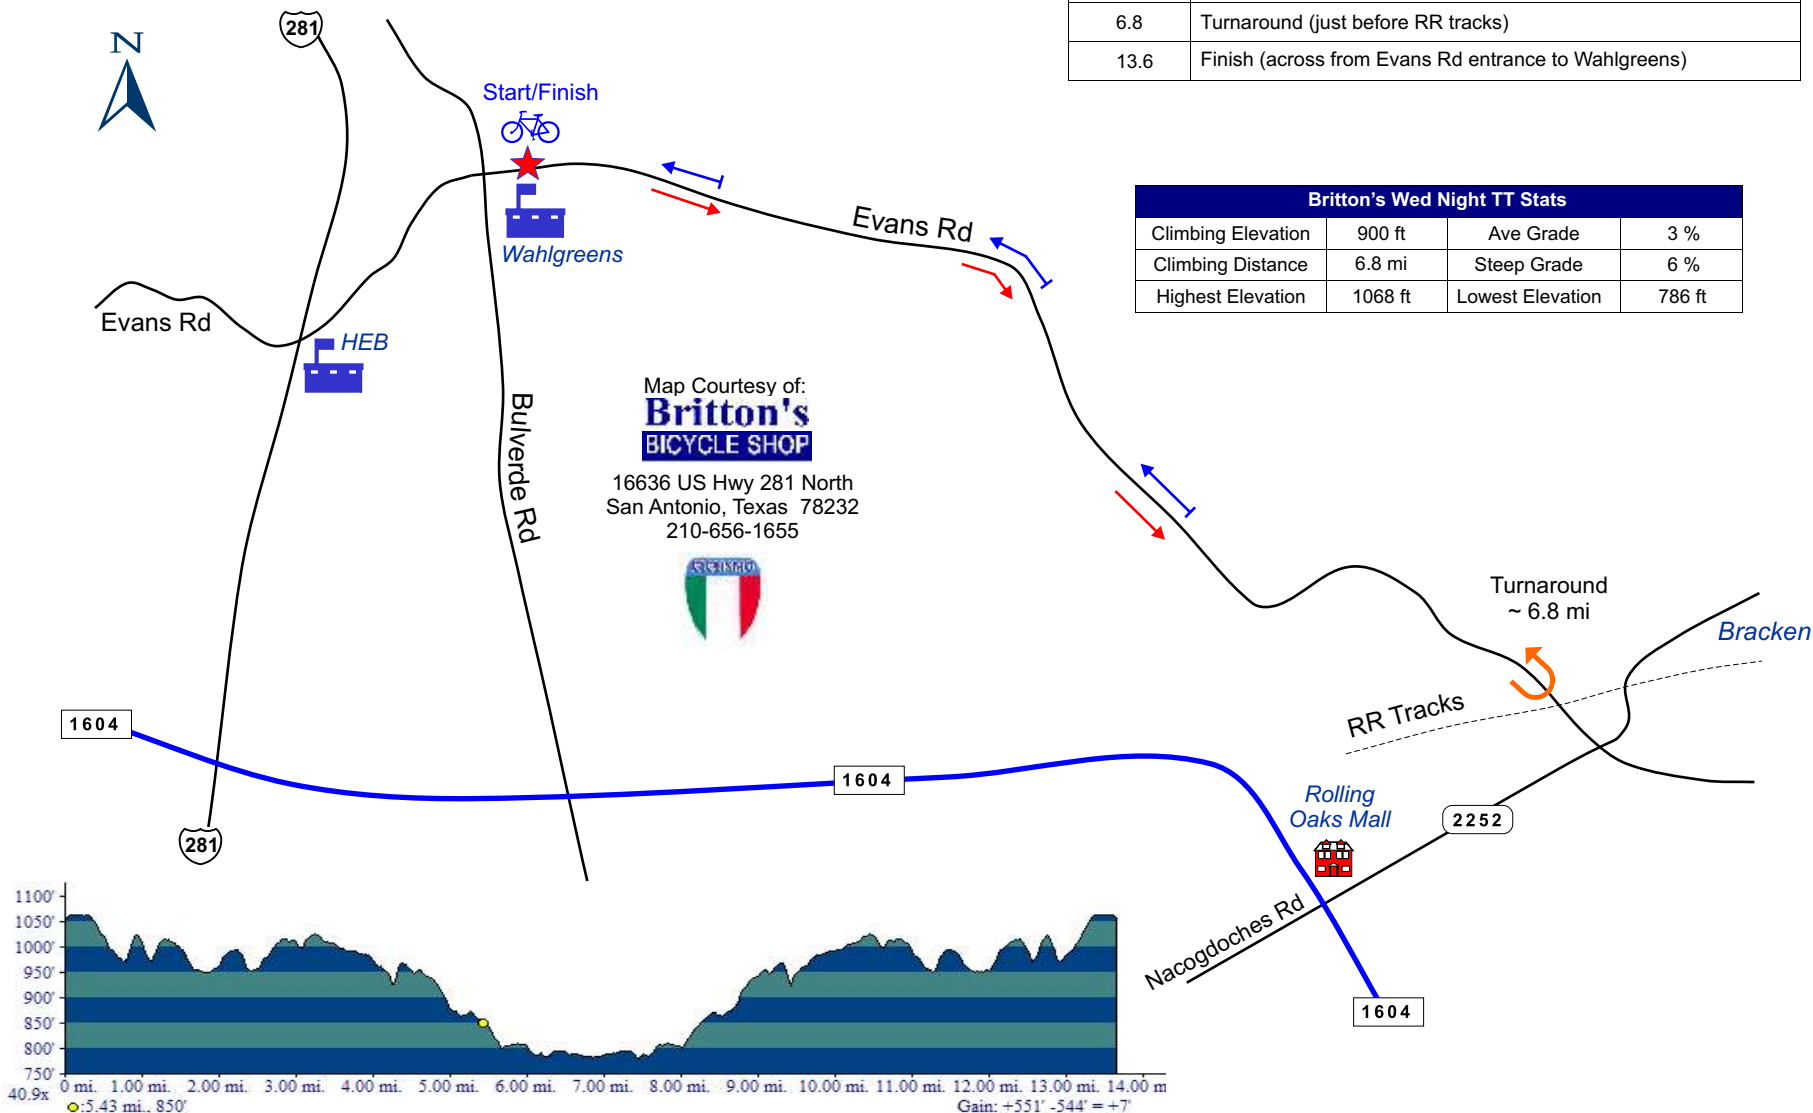 6.8 Turnaround (just before RR tracks)
13.6 Finish (across from Evans Rd entrance to Wahlgreens)
N
281
Start/Finish
Wahlgreens
Evans Rd
Britton's Wed Night TT Stats
Climbing Elevation 900 ft Ave Grade 3 %
Climbing Distance 6.8 mi Steep Grade 6 %
Highest Elevation 1068 ft Lowest Elevation 786 ft
Evans Rd
HEB
Bulverde Rd
Map Courtesy of:
Britton's
BICYCLE SHOP
16636 US Hwy 281 North
San Antonio, Texas 78232
210-656-1655
Turnaround
~ 6.8 mi
Bracken
RR Tracks
1604
1604
Rolling
Oaks Mall
2252
281
Nacogdoches Rd
1604
1100'
1050'
1000'
950'
900'
850'
800'
750'
40.9x
0 mi. 1.00 mi. 2.00 mi. 3.00 mi. 4.00 mi. 5.00 mi. 6.00 mi. 7.00 mi. 8.00 mi. 9.00 mi. 10.00 mi. 11.00 mi. 12.00 mi. 13.00 mi. 14.00 m
:5.43 mi., 850'
Gain: +551' -544' = +7'